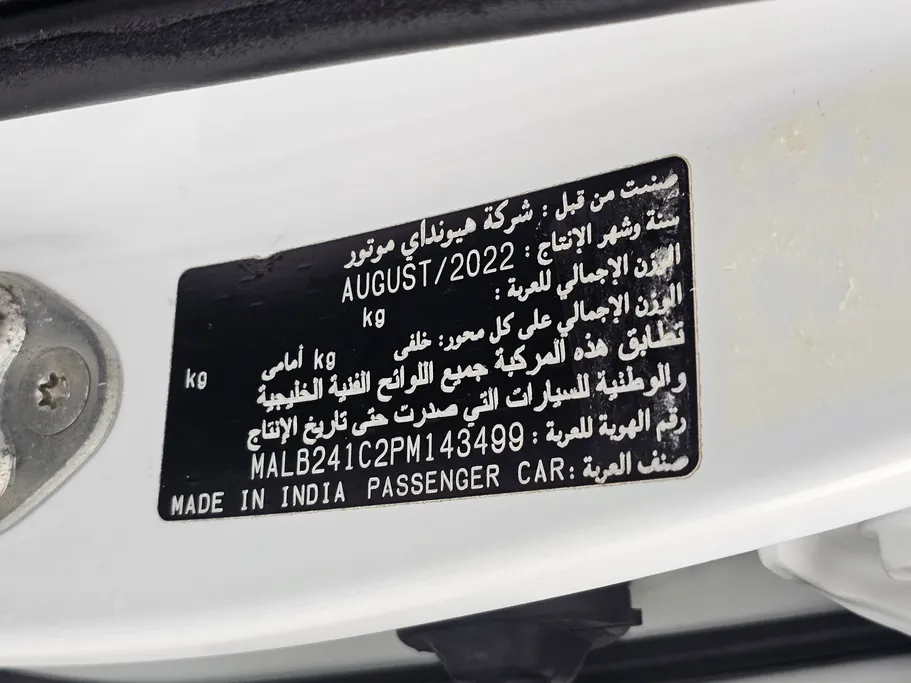 صنعت من قبل : شركة هيونداي موتور
سنة وشهر الإنتاج : AUGUST/2022
الوزن الإجمالي للعربة : kg
الوزن الإجمالي على كل محور: خلفى kg أمامى kg
تطابق هذه المركبة جميع اللوائح الفنية الخليجية
والوطنية للسيارات التي صدرت حتى تاريخ الإنتاج
رقم الهوية للعربة : MALB241C2PM143499
صنف العربة : PASSENGER CAR MADE IN INDIA